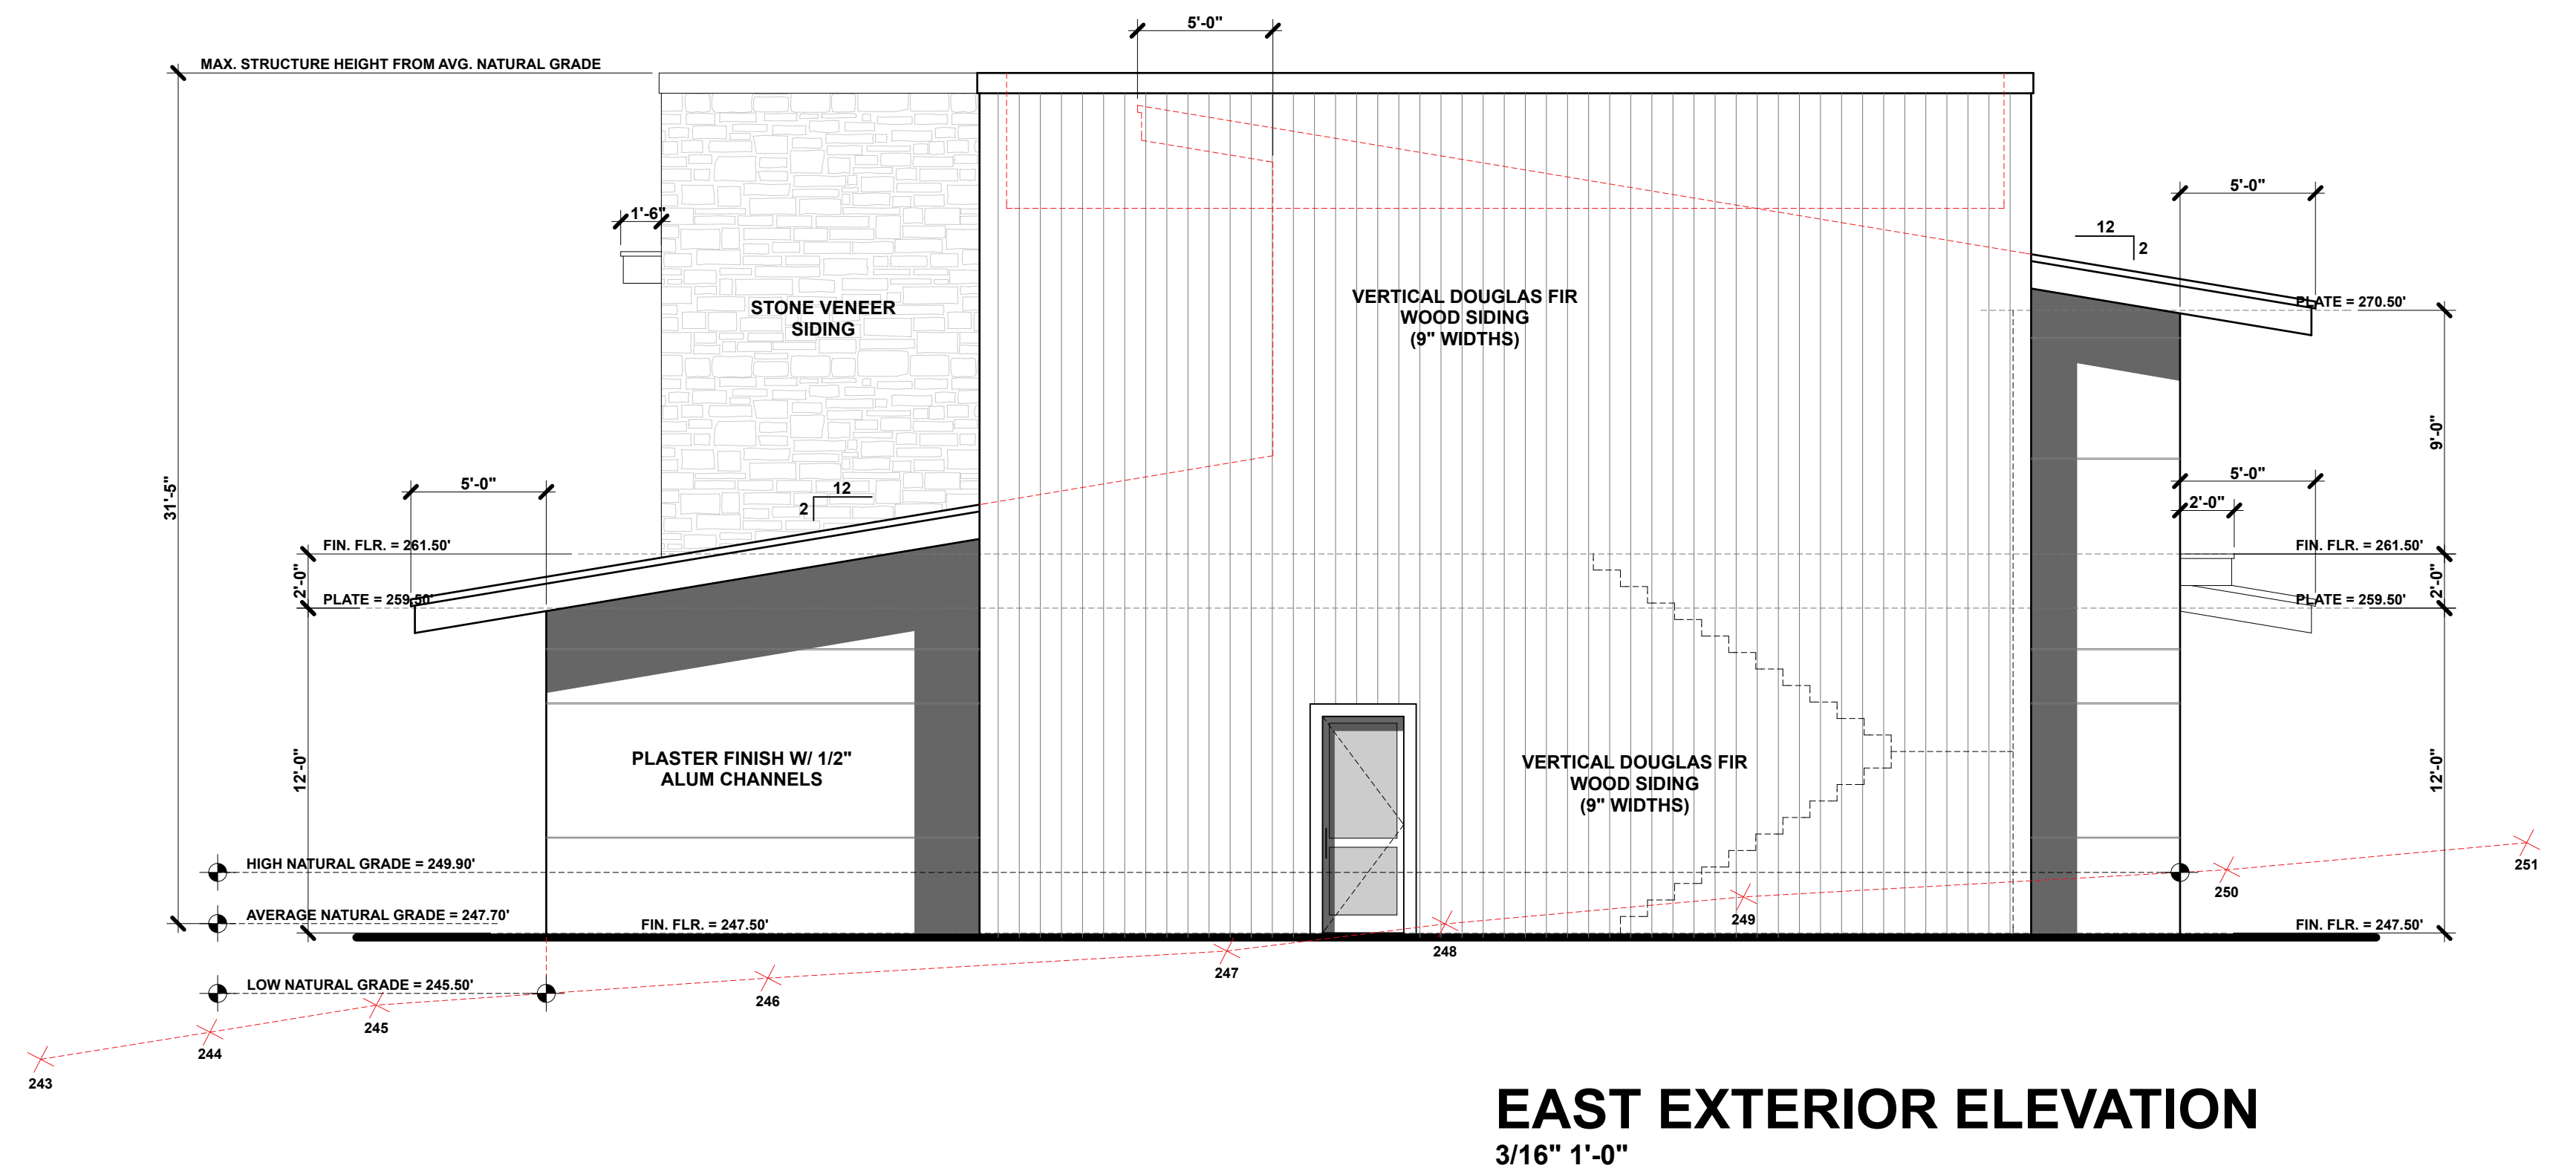 5'-0"
MAX. STRUCTURE HEIGHT FROM AVG. NATURAL GRADE
5'-0"
1'-6"
12
2
STONE VENEER
SIDING
VERTICAL DOUGLAS FIR
WOOD SIDING
(9" WIDTHS)
PLATE = 270.50'
9'-0"
5'-0"
12
2
31'-5"
5'-0"
2'-0"
FIN. FLR. = 261.50'
FIN. FLR. = 261.50'
2'-0"
2'-0"
PLATE = 259.50'
PLATE = 259.50'
12'-0"
PLASTER FINISH W/ 1/2"
ALUM CHANNELS
VERTICAL DOUGLAS FIR
WOOD SIDING
(9" WIDTHS)
12'-0"
HIGH NATURAL GRADE = 249.90'
251
250
AVERAGE NATURAL GRADE = 247.70'
249
FIN. FLR. = 247.50'
FIN. FLR. = 247.50'
248
247
LOW NATURAL GRADE = 245.50'
246
245
244
243
EAST EXTERIOR ELEVATION
3/16" 1'-0"